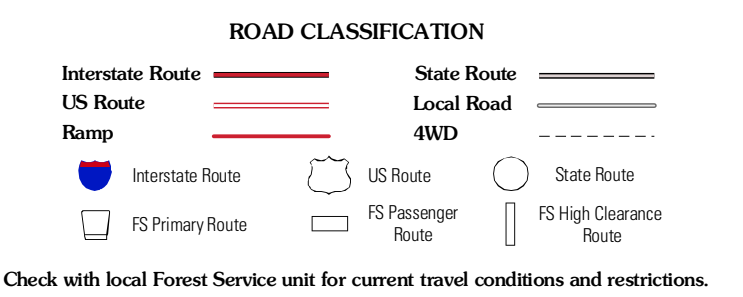 ROAD CLASSIFICATION
Interstate Route
State Route
US Route
Local Road
Ramp
4WD
Interstate Route
US Route
State Route
FS Primary Route
FS Passenger
Route
FS High Clearance
Route
Check with local Forest Service unit for current travel conditions and restrictions.